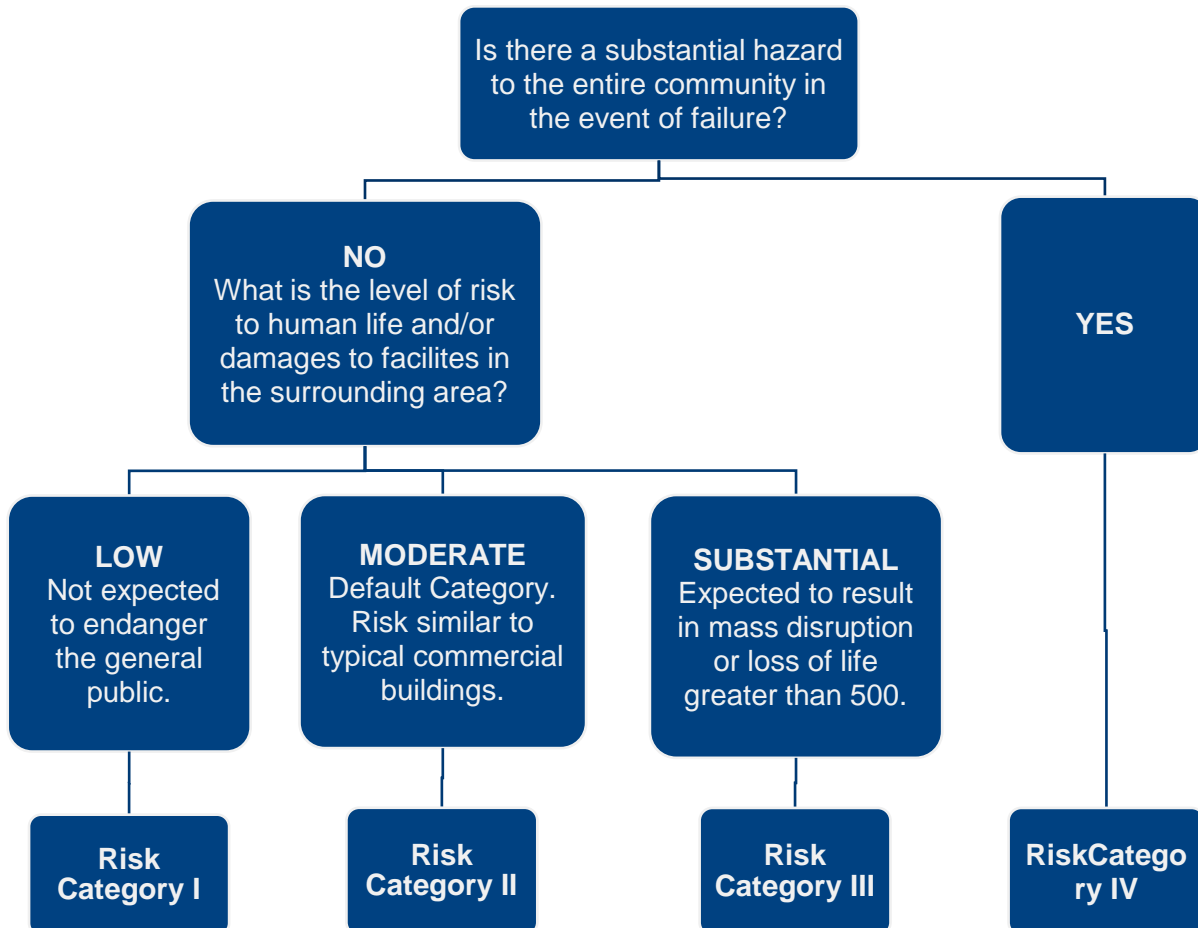 Is there a substantial hazard
to the entire community in
the event of failure?
NO
What is the level of risk
to human life and/or
damages to facilites in
the surrounding area?
YES
LOW
Not expected
to endanger
the general
public.
MODERATE
Default Category.
Risk similar to
typical commercial
buildings.
SUBSTANTIAL
Expected to result
in mass disruption
or loss of life
greater than 500.
Risk
Category I
Risk
Category II
Risk
Category III
RiskCatego
ry IV